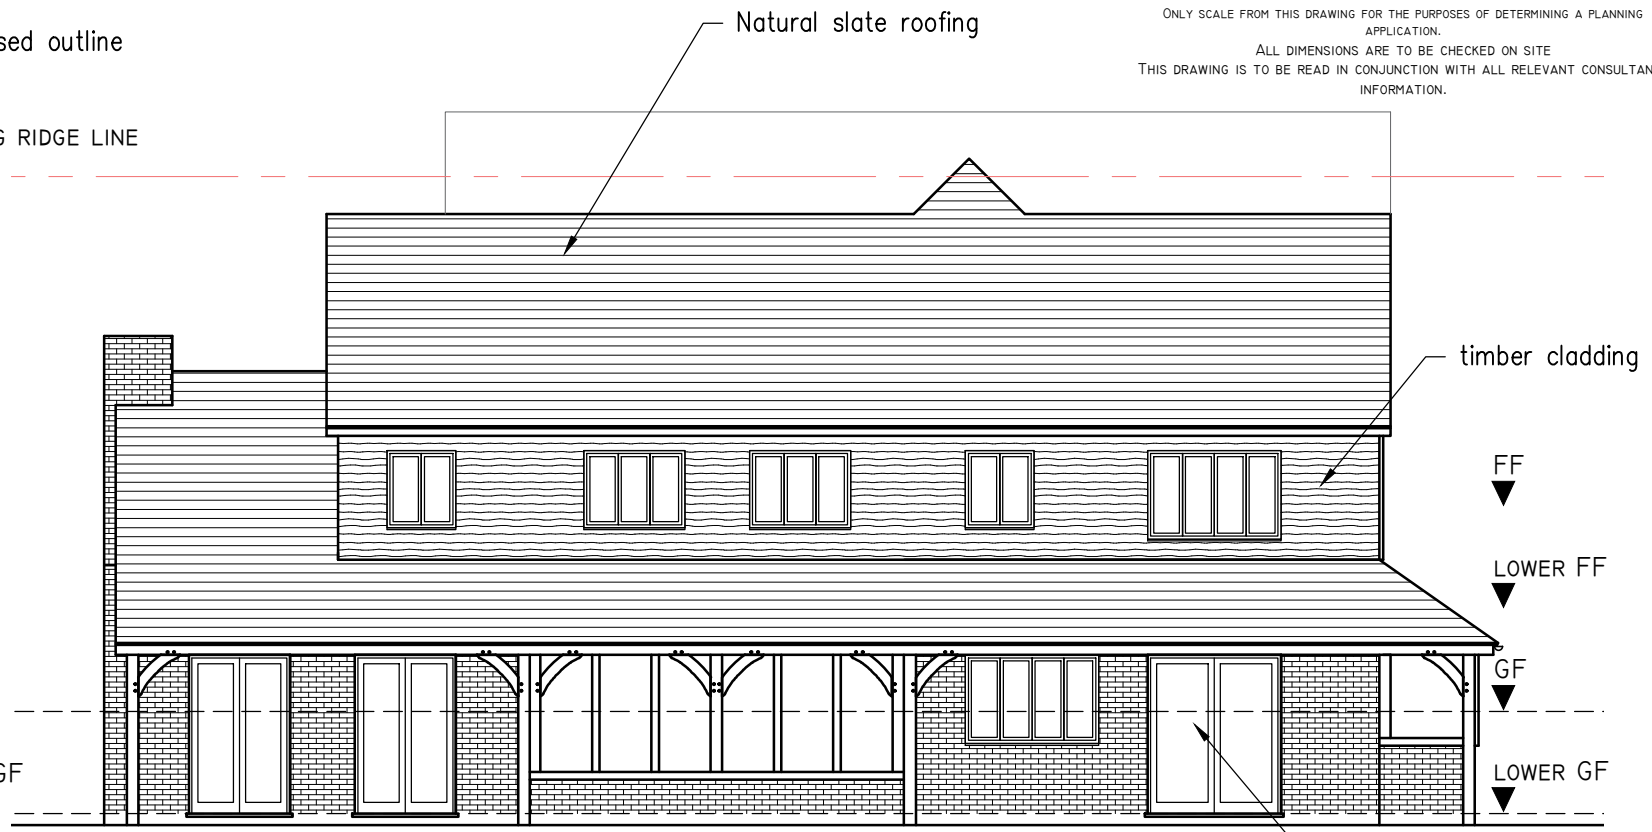 Natural slate roofing
ONLY SCALE FROM THIS DRAWING FOR THE PURPOSES OF DETERMINING A PLANNING
APPLICATION.
ALL DIMENSIONS ARE TO BE CHECKED ON SITE
THIS DRAWING IS TO BE READ IN CONJUNCTION WITH ALL RELEVANT
INFORMATION.
outline
RIDGE LINE
timber cladding
FF
LOWER FF
GF
GF
LOWER GF